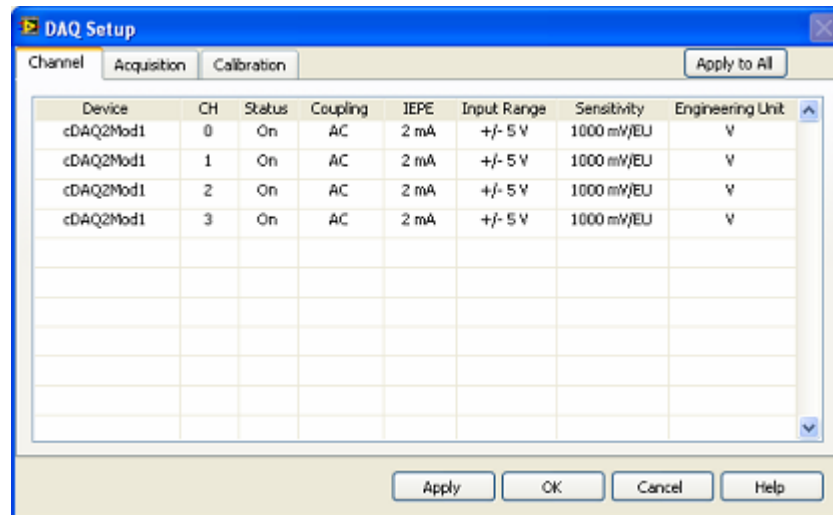 DAQ Setup
Channel Acquisition Calibration Apply to All
Device CH Status Coupling IEPE Input Range Sensitivity Engineering Unit
cDAQ2Mod1 0 On AC 2 mA +/- 5 V 1000 mV/EU V
cDAQ2Mod1 1 On AC 2 mA +/- 5 V 1000 mV/EU V
cDAQ2Mod1 2 On AC 2 mA +/- 5 V 1000 mV/EU V
cDAQ2Mod1 3 On AC 2 mA +/- 5 V 1000 mV/EU V
Apply OK Cancel Help